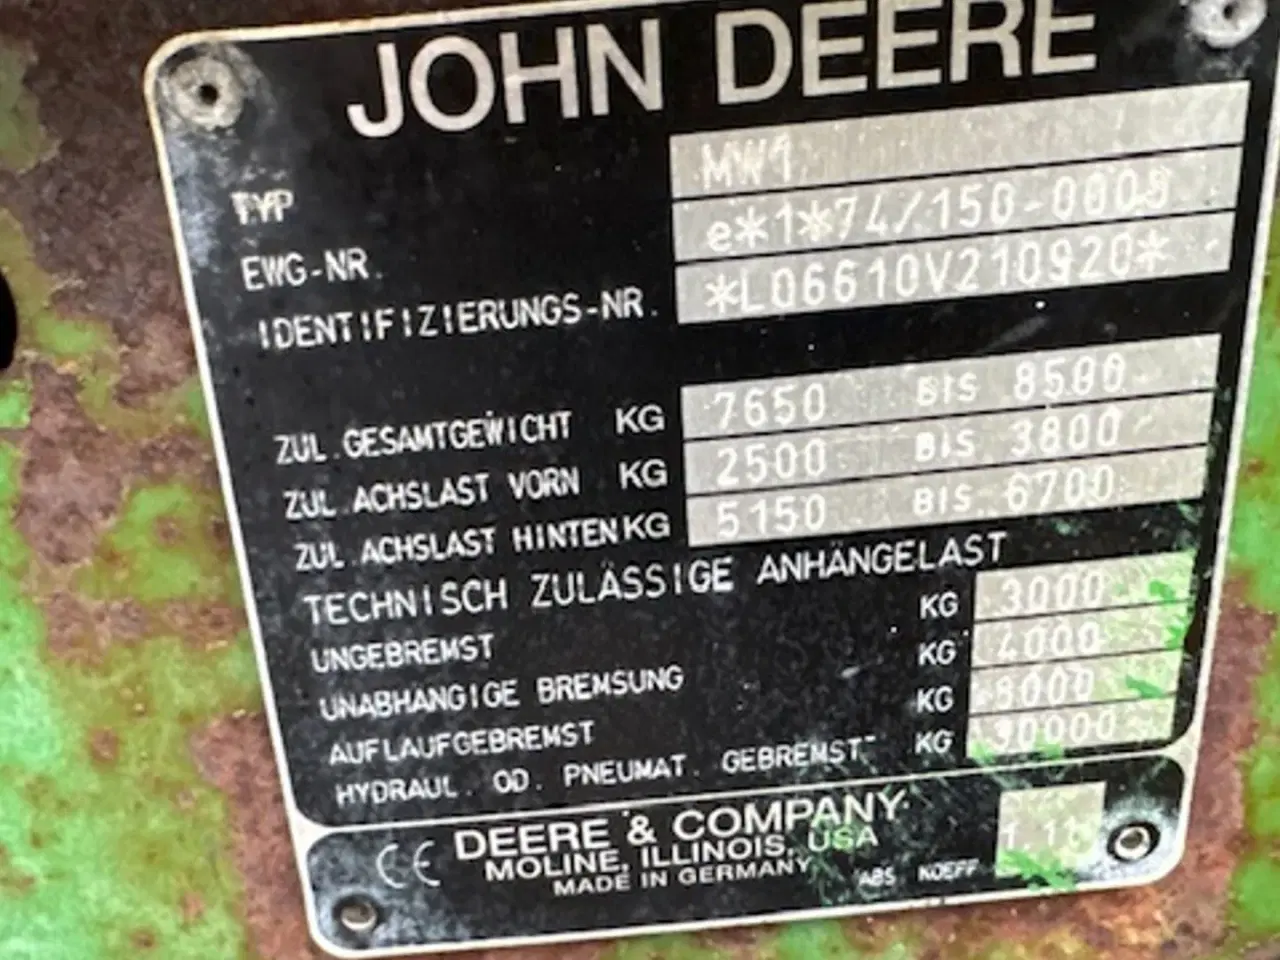 JOHN DEERE
TYP MW1
EWG-NR. e*1*74/150-000
IDENTIFIZIERUNGS-NR. *L06610V210920*
ZUL.GESAMTGEWICHT KG 7650 BIS 8500
ZUL.ACHSLAST VORN KG 2500 BIS 3800
ZUL.ACHSLAST HINTEN KG 5150 BIS 6700
TECHNISCH ZULÄSSIGE ANHÄNGELAST
UNGEBREMST KG 3000
UNABHÄNGIGE BREMSUNG KG 4000
AUFLAUFGEBREMST KG 8000
HYDRAUL. OD. PNEUMAT. GEBREMST KG 30000
CE DEERE & COMPANY
MOLINE, ILLINOIS, USA
MADE IN GERMANY
ABS KOEFF